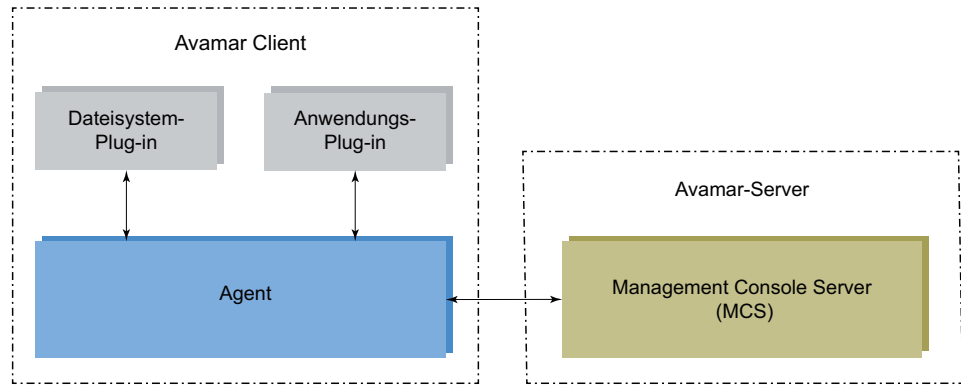 Avamar Client
Dateisystem-
Plug-in
Anwendungs-
Plug-in
Agent
Avamar-Server
Management Console Server
(MCS)